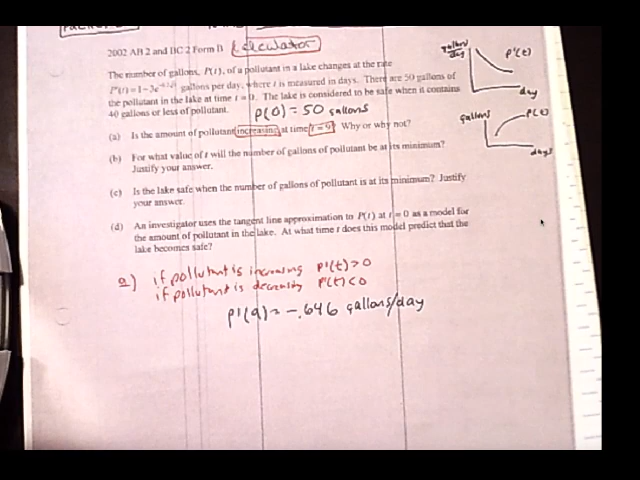 2002 AB 2 and BC 2 Form B Calculator
The number of gallons, P(t), of a pollutant in a lake changes at the rate
P'(t) = 1 − 3e gallons per day, where t is measured in days. There are 50 gallons of
the pollutant in the lake at time t = 0. The lake is considered to be safe when it contains
40 gallons or less of pollutant.
P(0) = 50 gallons
(a) Is the amount of pollutant increasing at time t = 9? Why or why not?
(b) For what value of t will the number of gallons of pollutant be at its minimum?
Justify your answer.
(c) Is the lake safe when the number of gallons of pollutant is at its minimum? Justify
your answer.
(d) An investigator uses the tangent line approximation to P(t) at t = 0 as a model for
the amount of pollutant in the lake. At what time t does this model predict that the
lake becomes safe?
a) if pollutant is increasing P'(t) > 0
if pollutant is decreasing P'(t) < 0
P'(9) = -.646 gallons/day
gallons/
day
P'(t)
day
gallons
P(t)
days